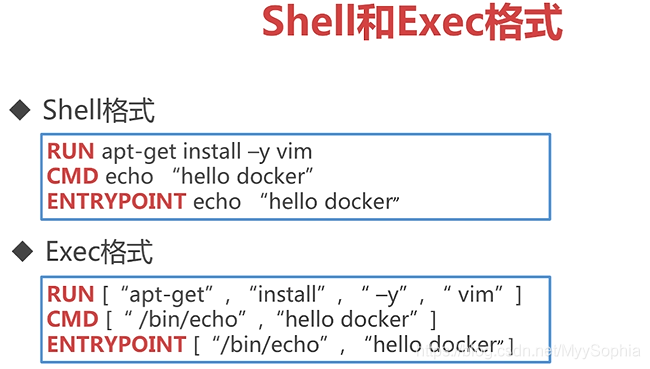 Shell和Exec格式
◆ Shell格式
RUN apt-get install –y vim
CMD echo “hello docker”
ENTRYPOINT echo “hello docker”
◆ Exec格式
RUN [“apt-get”, “install”, “ –y”, “ vim”]
CMD [“ /bin/echo”,“hello docker”]
ENTRYPOINT [“/bin/echo”, “hello docker”]
https://blog.csdn.net/MyySophia